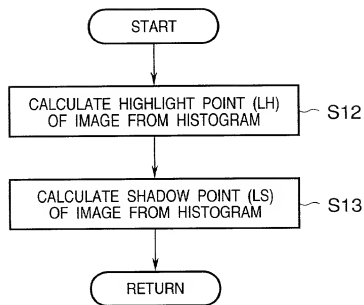 START
CALCULATE HIGHLIGHT POINT (LH)
OF IMAGE FROM HISTOGRAM
S12
CALCULATE SHADOW POINT (LS)
OF IMAGE FROM HISTOGRAM
S13
RETURN